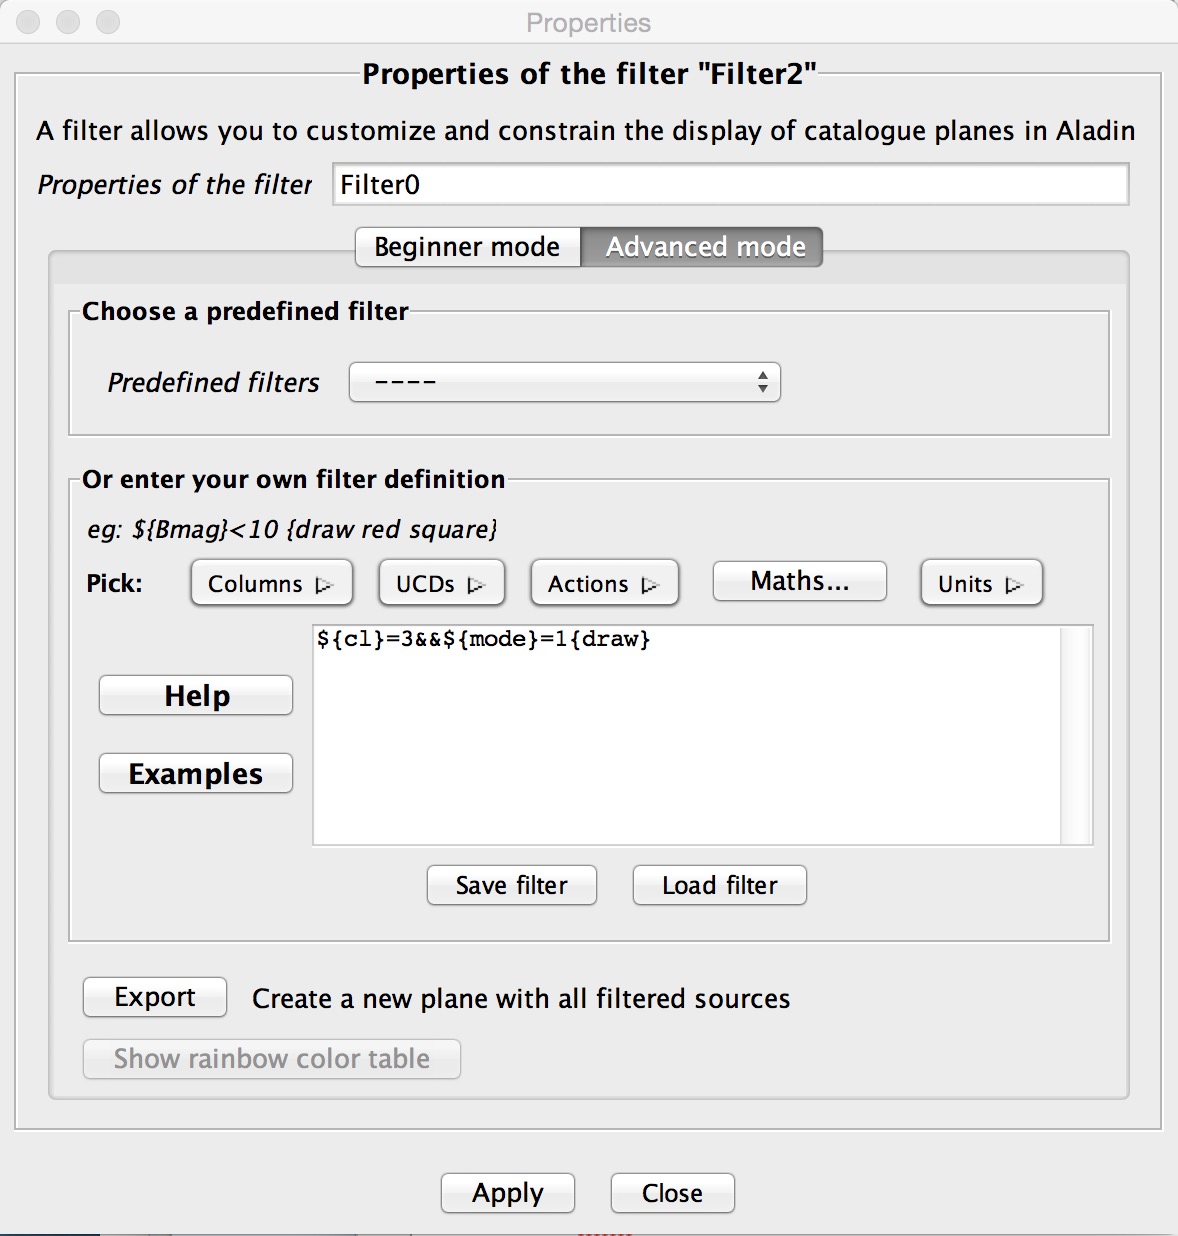 Properties
Properties of the filter "Filter2"
A filter allows you to customize and constrain the display of catalogue planes in Aladin
Properties of the filter Filter0
Beginner mode Advanced mode
Choose a predefined filter
Predefined filters ----
Or enter your own filter definition
eg: ${Bmag}<10 {draw red square}
Pick: Columns UCDs Actions Maths... Units
${cl}=3&&${mode}=1{draw}
Help
Examples
Save filter Load filter
Export Create a new plane with all filtered sources
Show rainbow color table
Apply Close